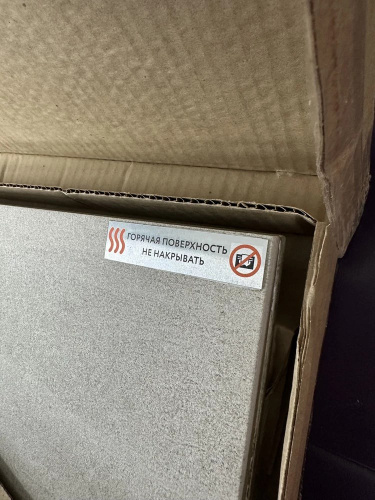 ГОРЯЧАЯ ПОВЕРХНОСТЬ
НЕ НАКРЫВАТЬ